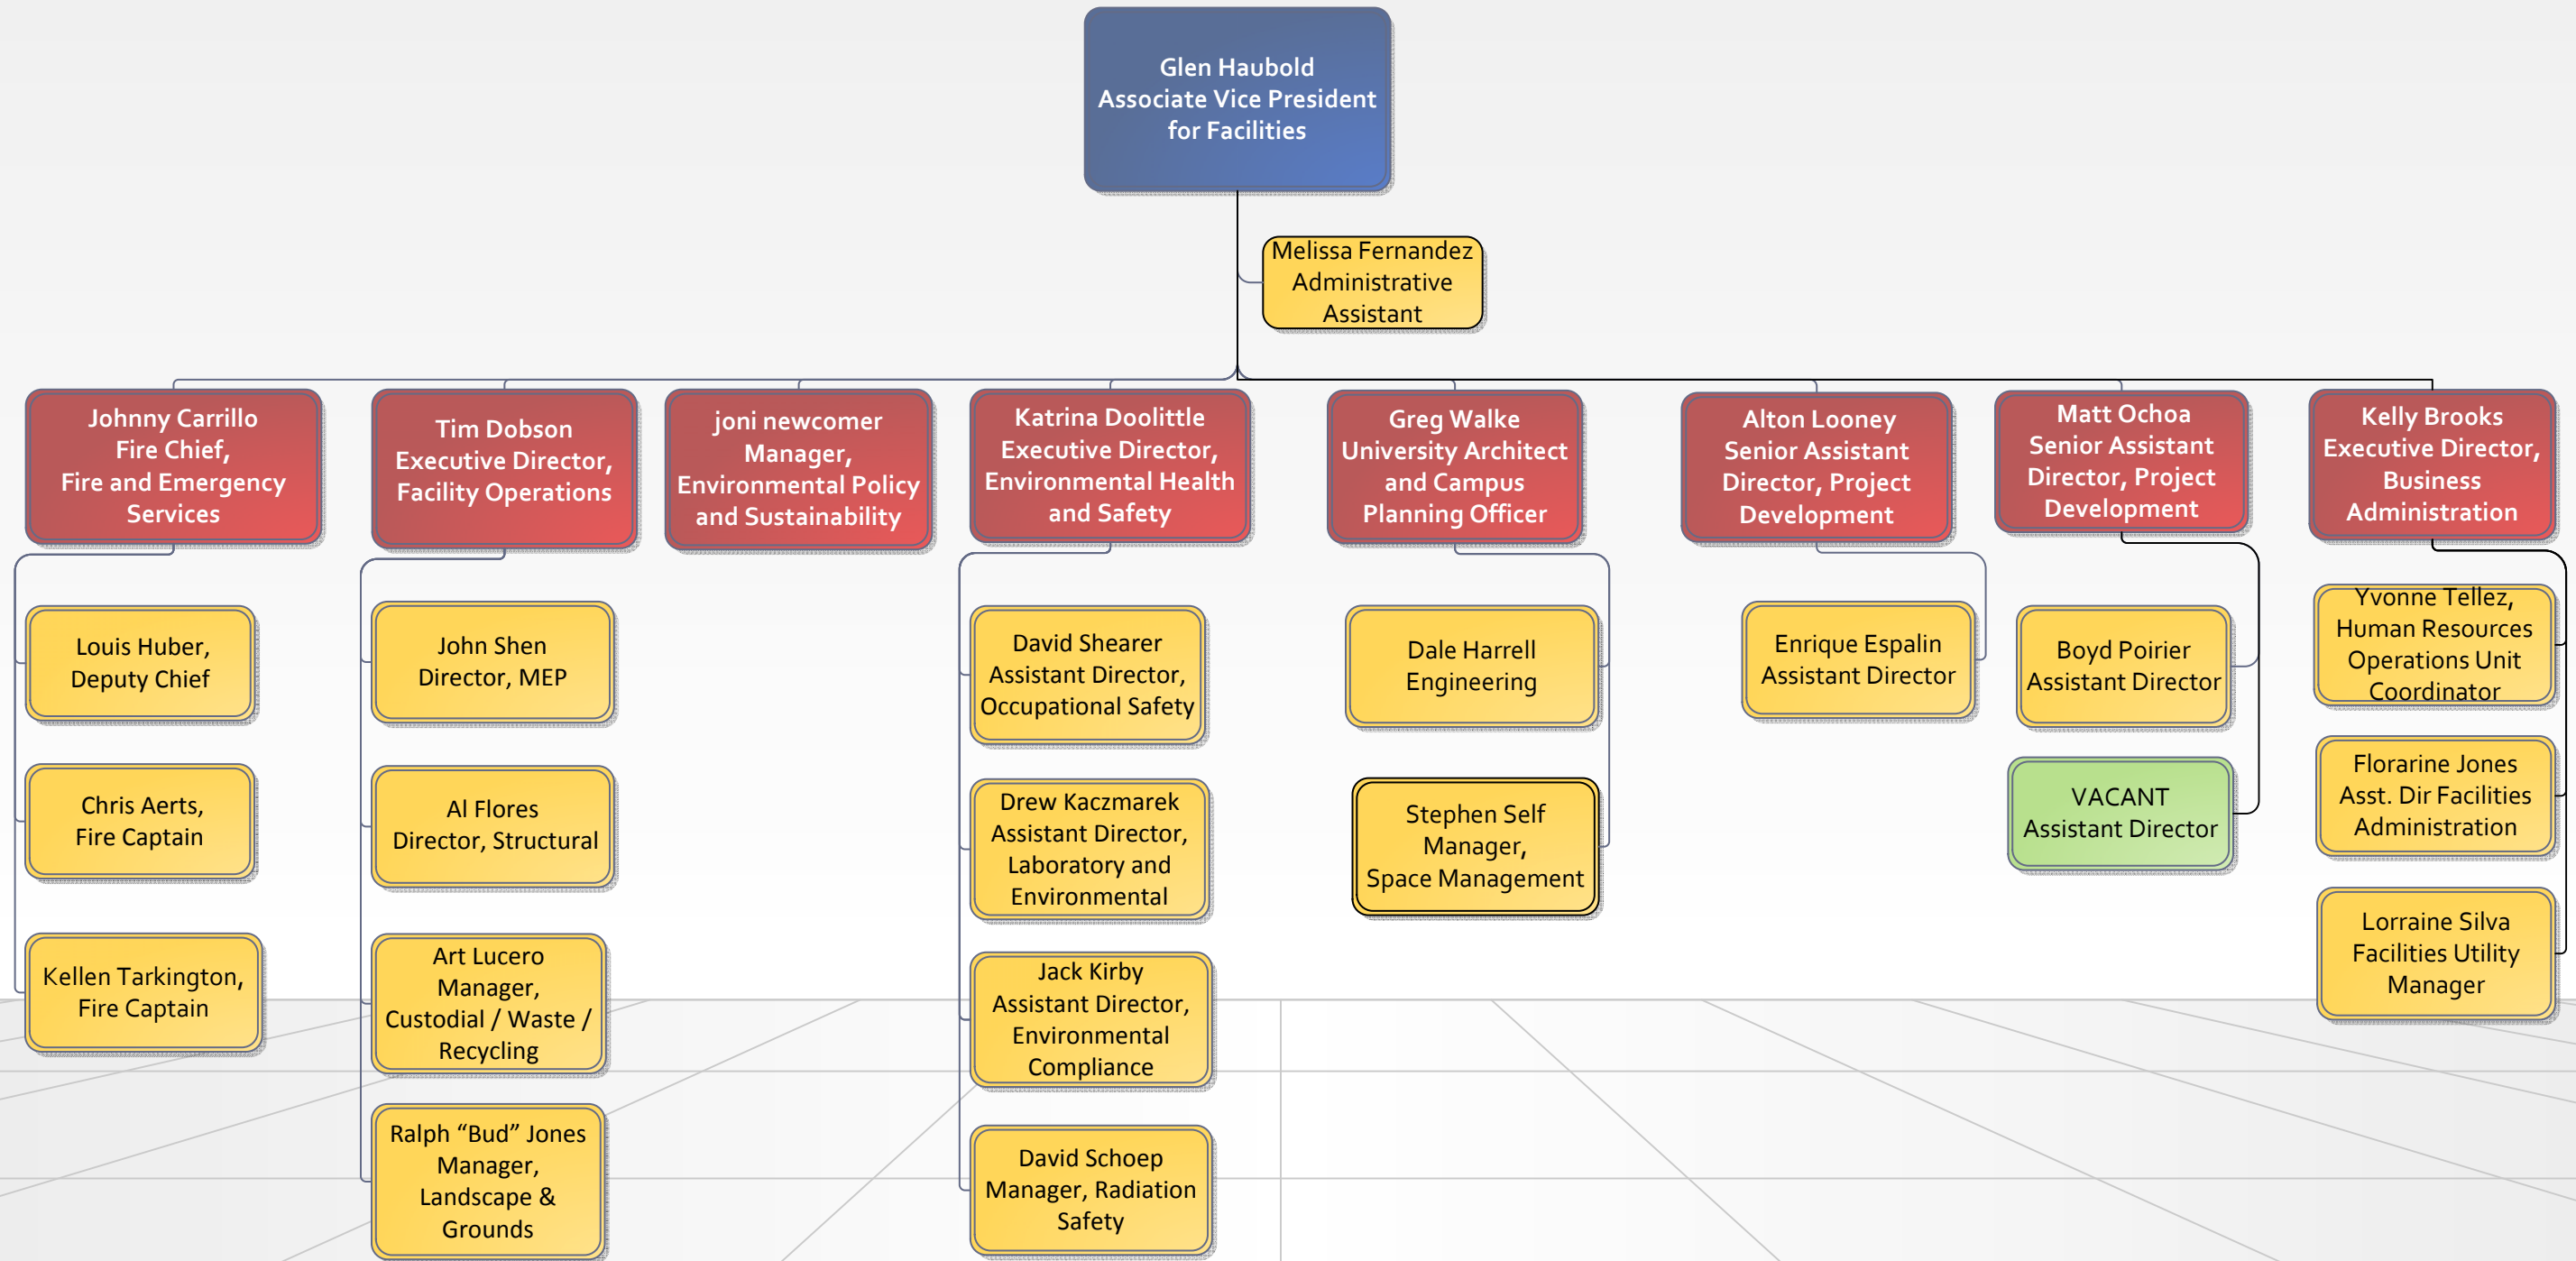 Glen Haubold
Associate Vice President
for Facilities
Melissa Fernandez
Administrative
Assistant
Johnny Carrillo
Fire Chief,
Fire and Emergency
Services
Tim Dobson
Executive Director,
Facility Operations
joni newcomer
Manager,
Environmental Policy
and Sustainability
Katrina Doolittle
Executive Director,
Environmental Health
and Safety
Greg Walke
University Architect
and Campus
Planning Officer
Alton Looney
Senior Assistant
Director, Project
Development
Matt Ochoa
Senior Assistant
Director, Project
Development
Kelly Brooks
Executive Director,
Business
Administration
Louis Huber,
Deputy Chief
Chris Aerts,
Fire Captain
Kellen Tarkington,
Fire Captain
John Shen
Director, MEP
Al Flores
Director, Structural
Art Lucero
Manager,
Custodial / Waste /
Recycling
Ralph “Bud” Jones
Manager,
Landscape &
Grounds
David Shearer
Assistant Director,
Occupational Safety
Drew Kaczmarek
Assistant Director,
Laboratory and
Environmental
Jack Kirby
Assistant Director,
Environmental
Compliance
David Schoep
Manager, Radiation
Safety
Dale Harrell
Engineering
Stephen Self
Manager,
Space Management
Enrique Espalin
Assistant Director
Boyd Poirier
Assistant Director
VACANT
Assistant Director
Yvonne Tellez,
Human Resources
Operations Unit
Coordinator
Florarine Jones
Asst. Dir Facilities
Administration
Lorraine Silva
Facilities Utility
Manager